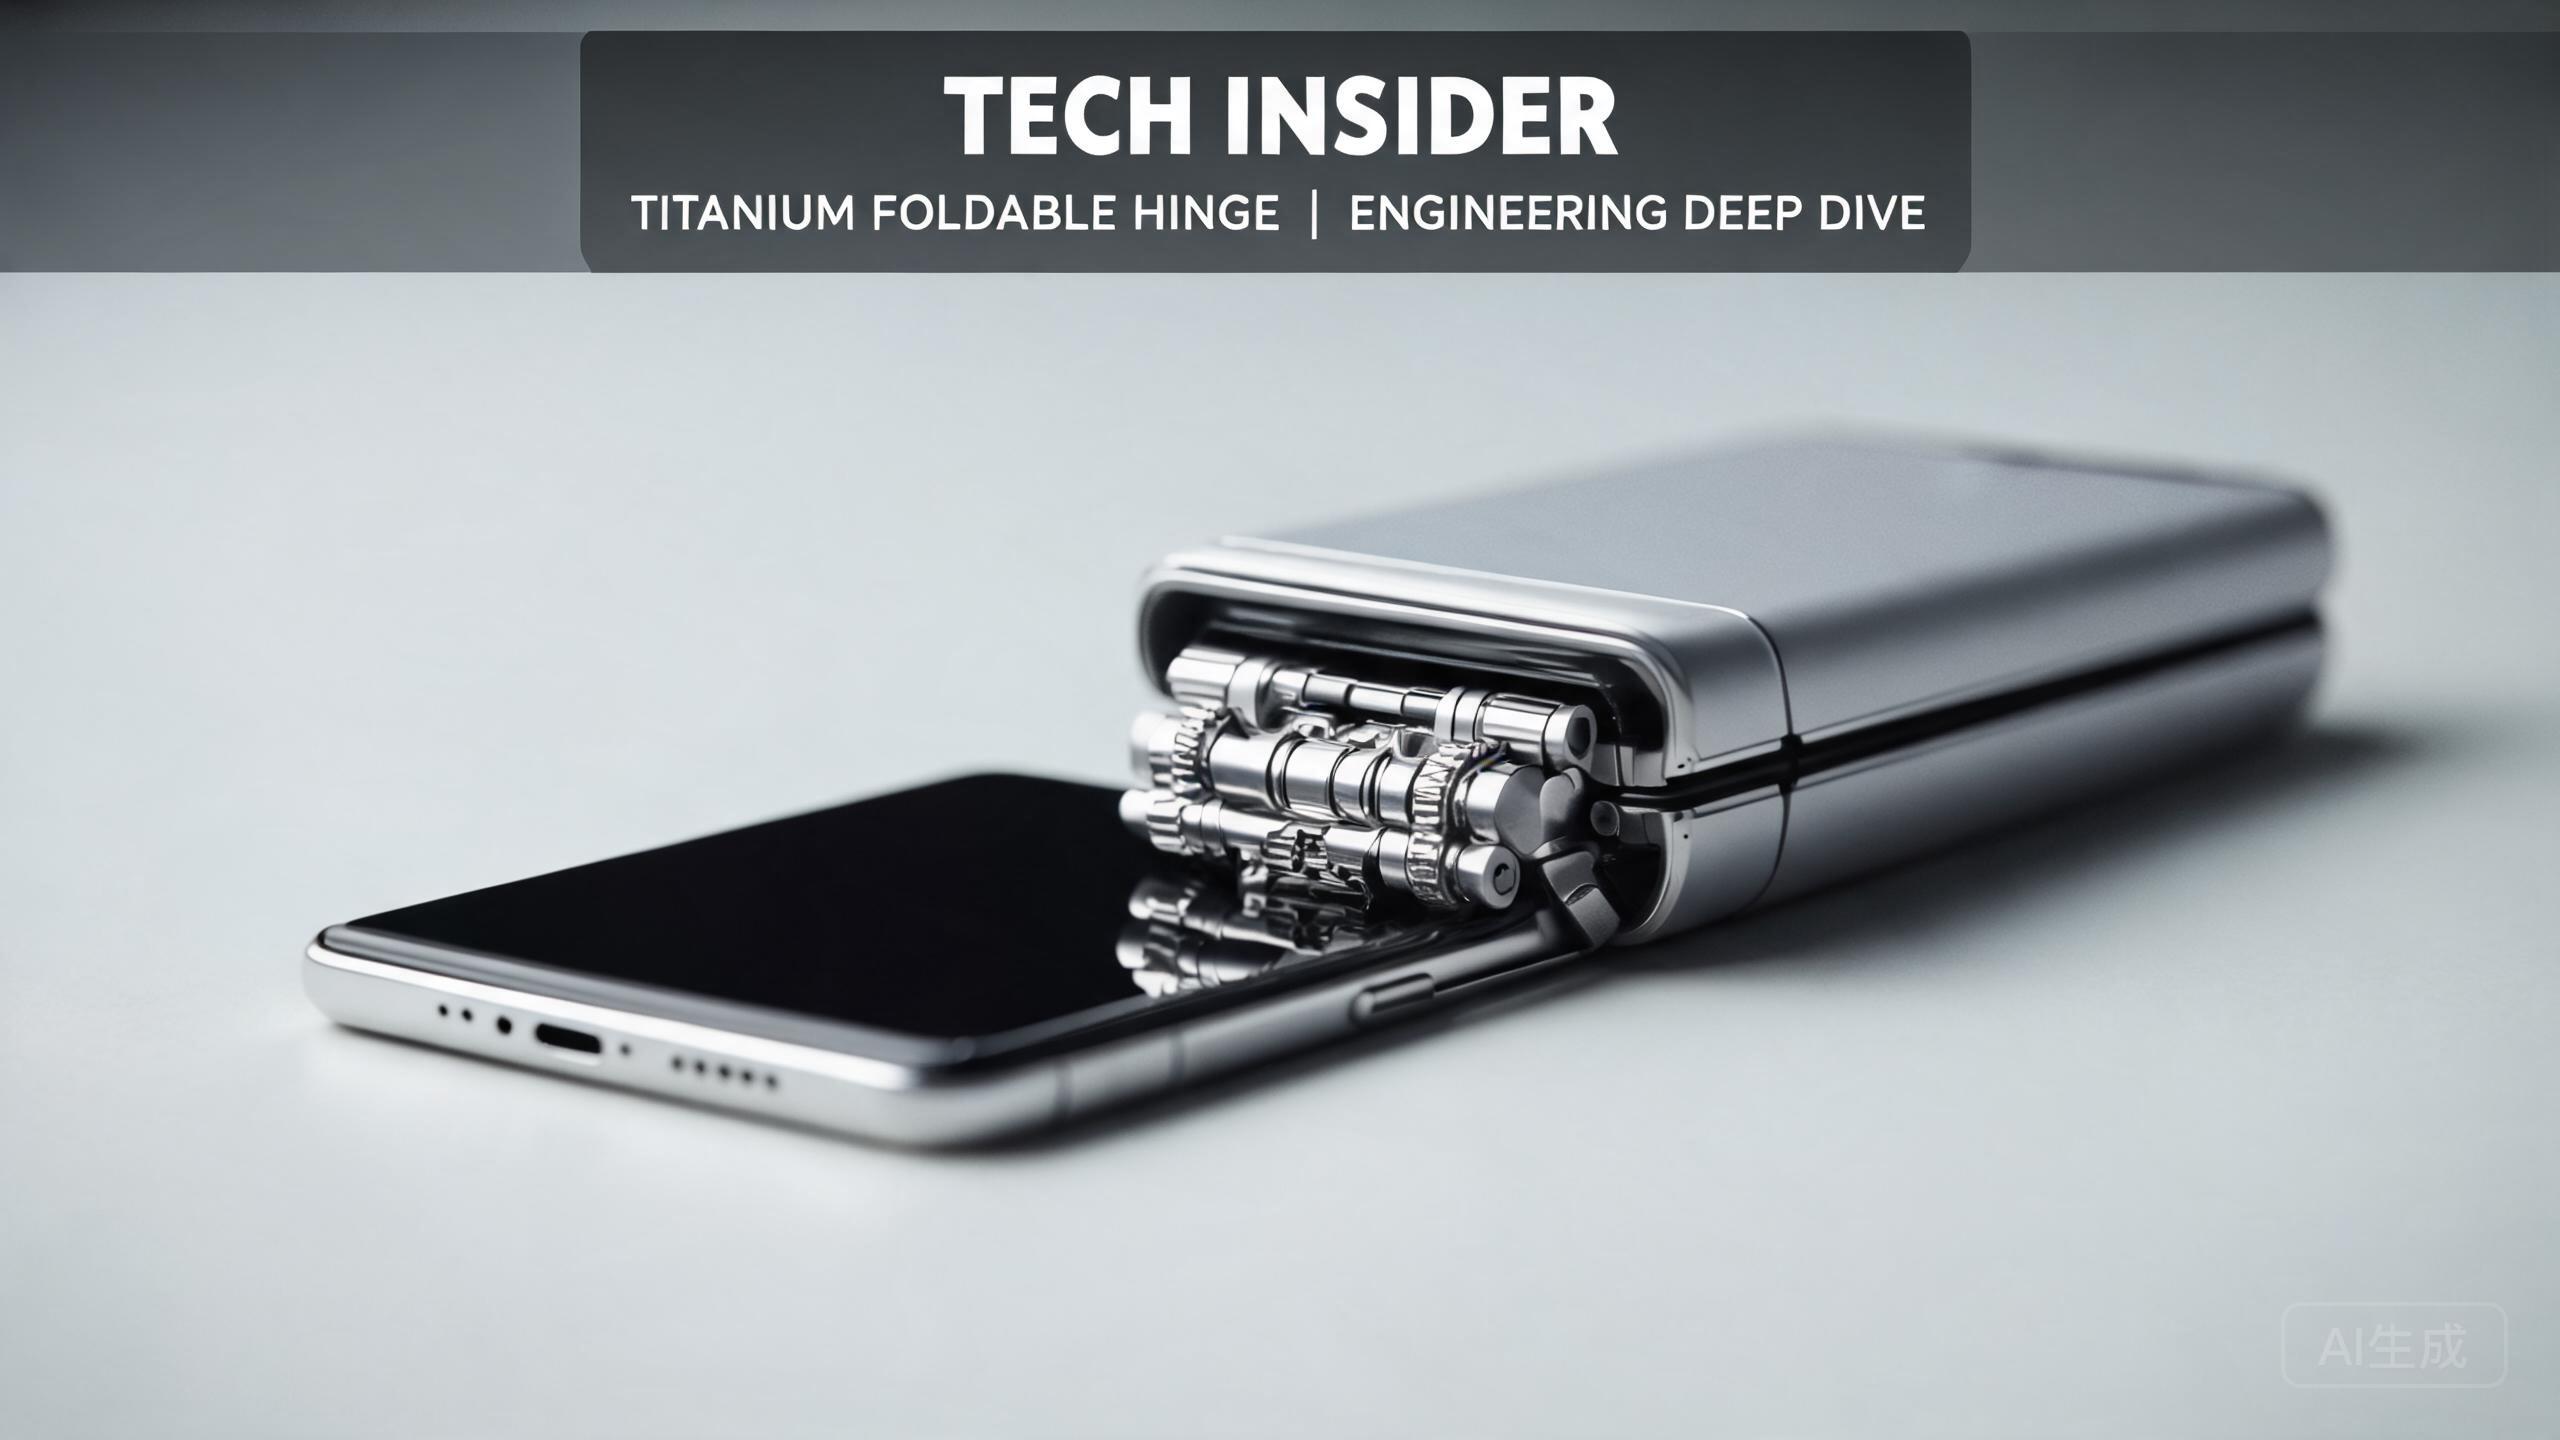 TECH INSIDER
TITANIUM FOLDABLE HINGE | ENGINEERING DEEP DIVE
AI生成